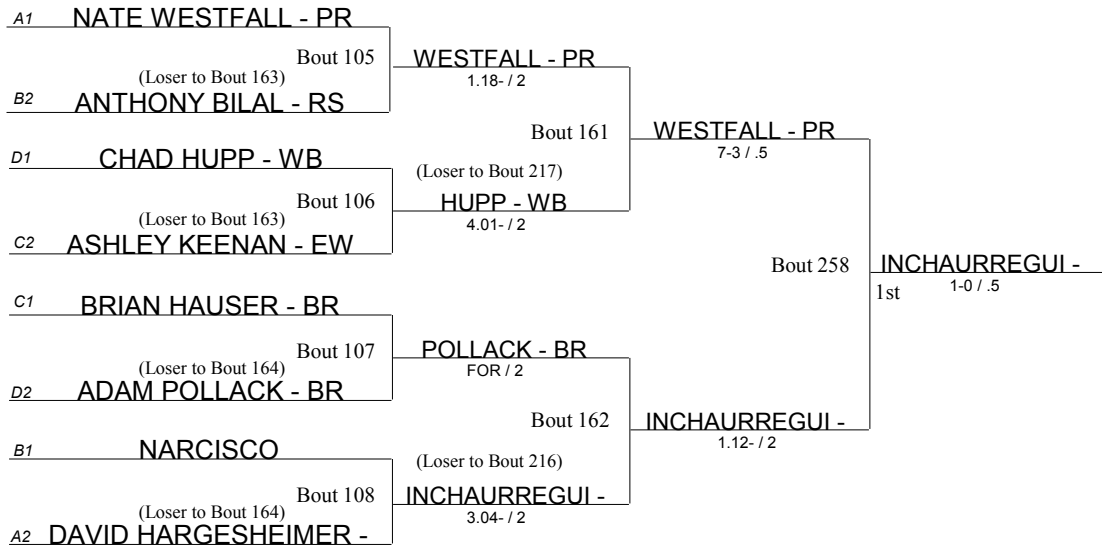 A1 NATE WESTFALL - PR
Bout 105
WESTFALL - PR
(Loser to Bout 163)
1.18- / 2
B2 ANTHONY BILAL - RS
Bout 161
WESTFALL - PR
7-3 / .5
D1 CHAD HUPP - WB
(Loser to Bout 217)
Bout 106
HUPP - WB
(Loser to Bout 163)
4.01- / 2
C2 ASHLEY KEENAN - EW
Bout 258
INCHAURREGUI -
1st
1-0 / .5
C1 BRIAN HAUSER - BR
Bout 107
POLLACK - BR
(Loser to Bout 164)
FOR / 2
D2 ADAM POLLACK - BR
Bout 162
INCHAURREGUI -
1.12- / 2
B1 NARCISCO
(Loser to Bout 216)
Bout 108
INCHAURREGUI -
(Loser to Bout 164)
3.04- / 2
A2 DAVID HARGESHEIMER -